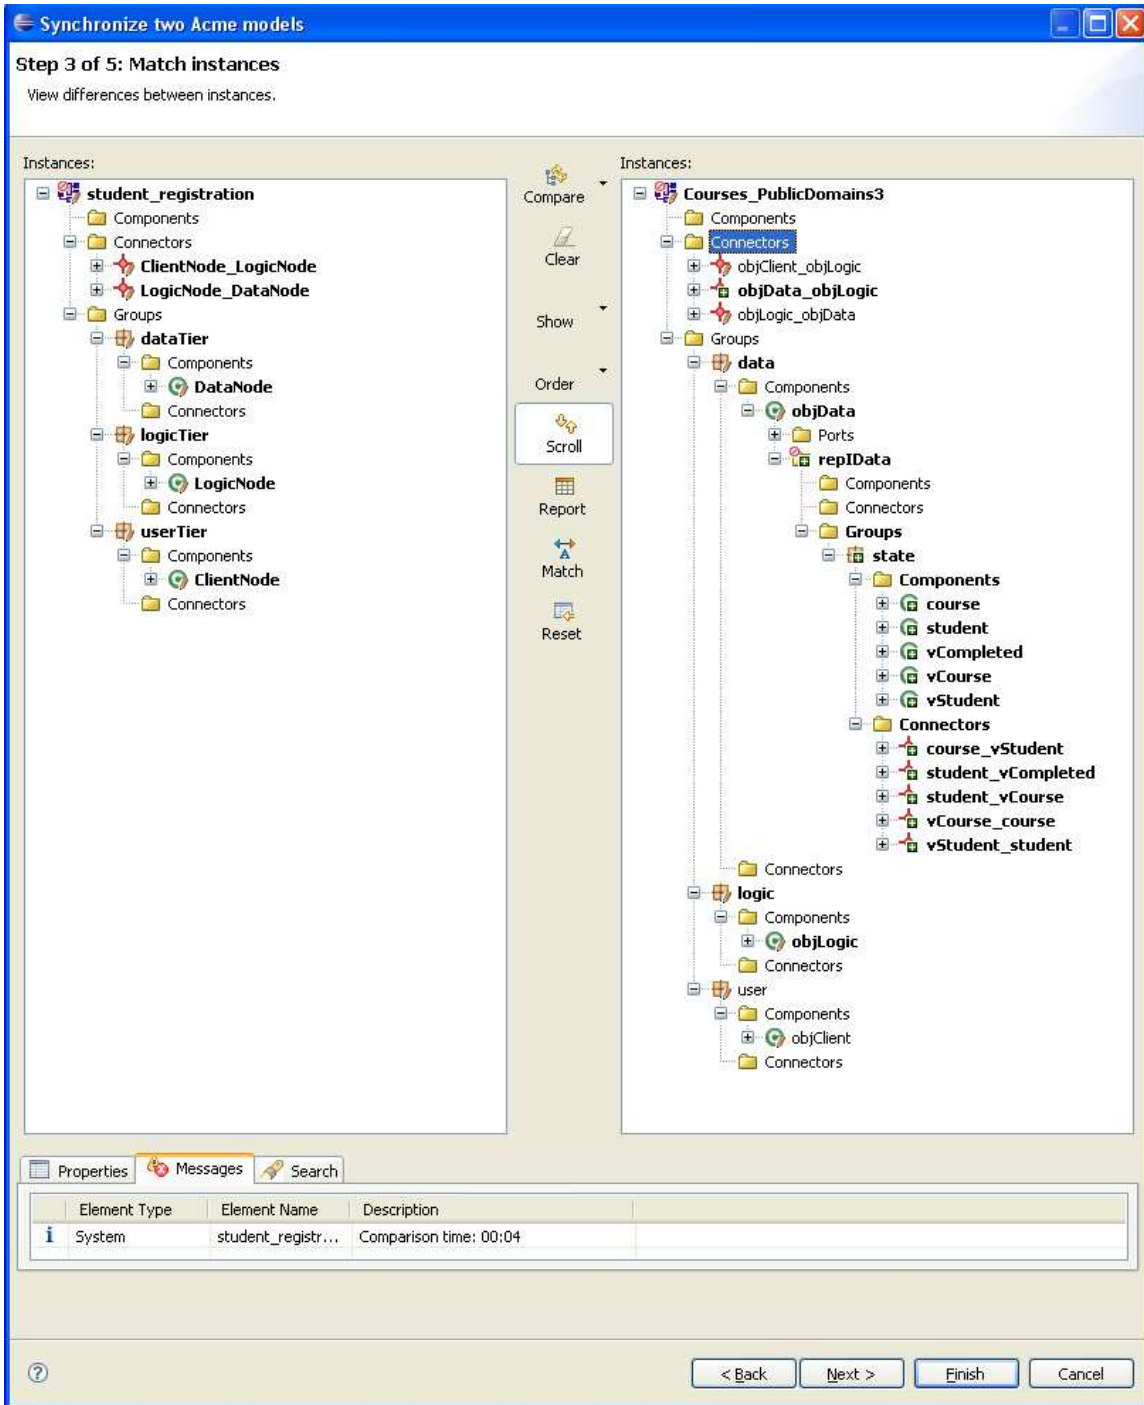 Synchronize two Acme models
Step 3 of 5: Match instances
View differences between instances.
Instances:
student_registration
Components
Connectors
ClientNode_LogicNode
LogicNode_DataNode
Groups
dataTier
Components
DataNode
Connectors
logicTier
Components
LogicNode
Connectors
userTier
Components
ClientNode
Connectors
Compare
Clear
Show
Order
Scroll
Report
Match
Reset
Instances:
Courses_PublicDomains3
Components
Connectors
objClient_objLogic
objData_objLogic
objLogic_objData
Groups
data
Components
objData
Ports
repIData
Components
Connectors
Groups
state
Components
course
student
vCompleted
vCourse
vStudent
Connectors
course_vStudent
student_vCompleted
student_vCourse
vCourse_course
vStudent_student
Connectors
logic
Components
objLogic
Connectors
user
Components
objClient
Connectors
Properties Messages Search
Element Type Element Name Description
System student_registr... Comparison time: 00:04
< Back Next > Finish Cancel